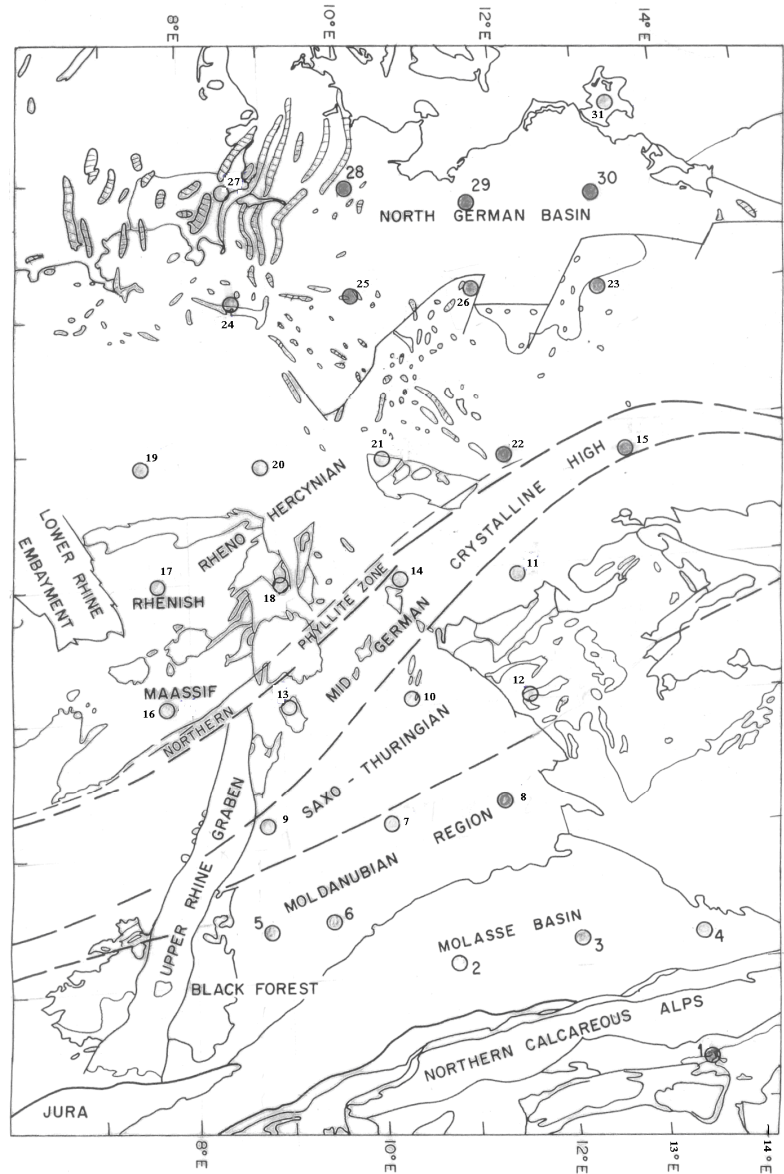 8°E
10°E
12°E
14°E
31
27
28
29
30
NORTH GERMAN BASIN
24
25
26
23
19
20
21
22
15
CRYSTALLINE HIGH
RHENO HERCYNIAN
LOWER RHINE
EMBAYMENT
17
RHENISH
18
PHYLLITE ZONE
14
11
MID GERMAN
MAASSIF
16
NORTHERN
13
10
12
SAXO - THURINGIAN
9
7
8
UPPER RHINE GRABEN
MOLDANUBIAN REGION
5
6
MOLASSE BASIN
2
3
4
BLACK FOREST
NORTHERN CALCAREOUS ALPS
1
JURA
8°E
10°E
12°E
13°E
14°E